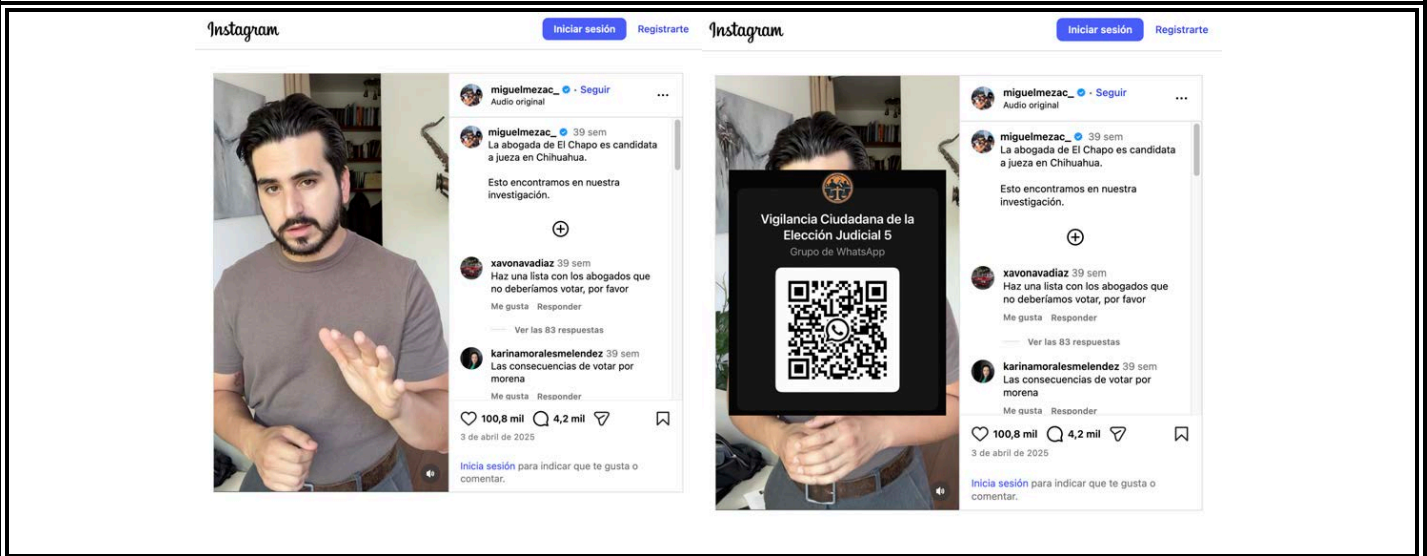 Instagram
Iniciar sesión Registrarte
miguelmezac_ · Seguir
Audio original
miguelmezac_ 39 sem
La abogada de El Chapo es candidata
a jueza en Chihuahua.
Esto encontramos en nuestra
investigación.
xavonavadiaz 39 sem
Haz una lista con los abogados que
no deberíamos votar, por favor
Me gusta Responder
Ver las 83 respuestas
karinamoralesmelendez 39 sem
Las consecuencias de votar por
morena
Me gusta Responder
100,8 mil 4,2 mil
3 de abril de 2025
Inicia sesión para indicar que te gusta o
comentar.
Instagram
Iniciar sesión Registrarte
Vigilancia Ciudadana de la
Elección Judicial 5
Grupo de WhatsApp
miguelmezac_ · Seguir
Audio original
miguelmezac_ 39 sem
La abogada de El Chapo es candidata
a jueza en Chihuahua.
Esto encontramos en nuestra
investigación.
xavonavadiaz 39 sem
Haz una lista con los abogados que
no deberíamos votar, por favor
Me gusta Responder
Ver las 83 respuestas
karinamoralesmelendez 39 sem
Las consecuencias de votar por
morena
Me gusta Responder
100,8 mil 4,2 mil
3 de abril de 2025
Inicia sesión para indicar que te gusta o
comentar.